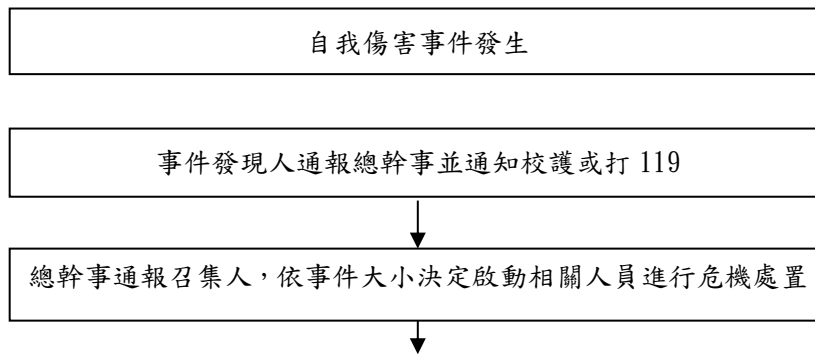 自我傷害事件發生
事件發現人通報總幹事並通知校護或打 119
總幹事通報召集人，依事件大小決定啟動相關人員進行危機處置